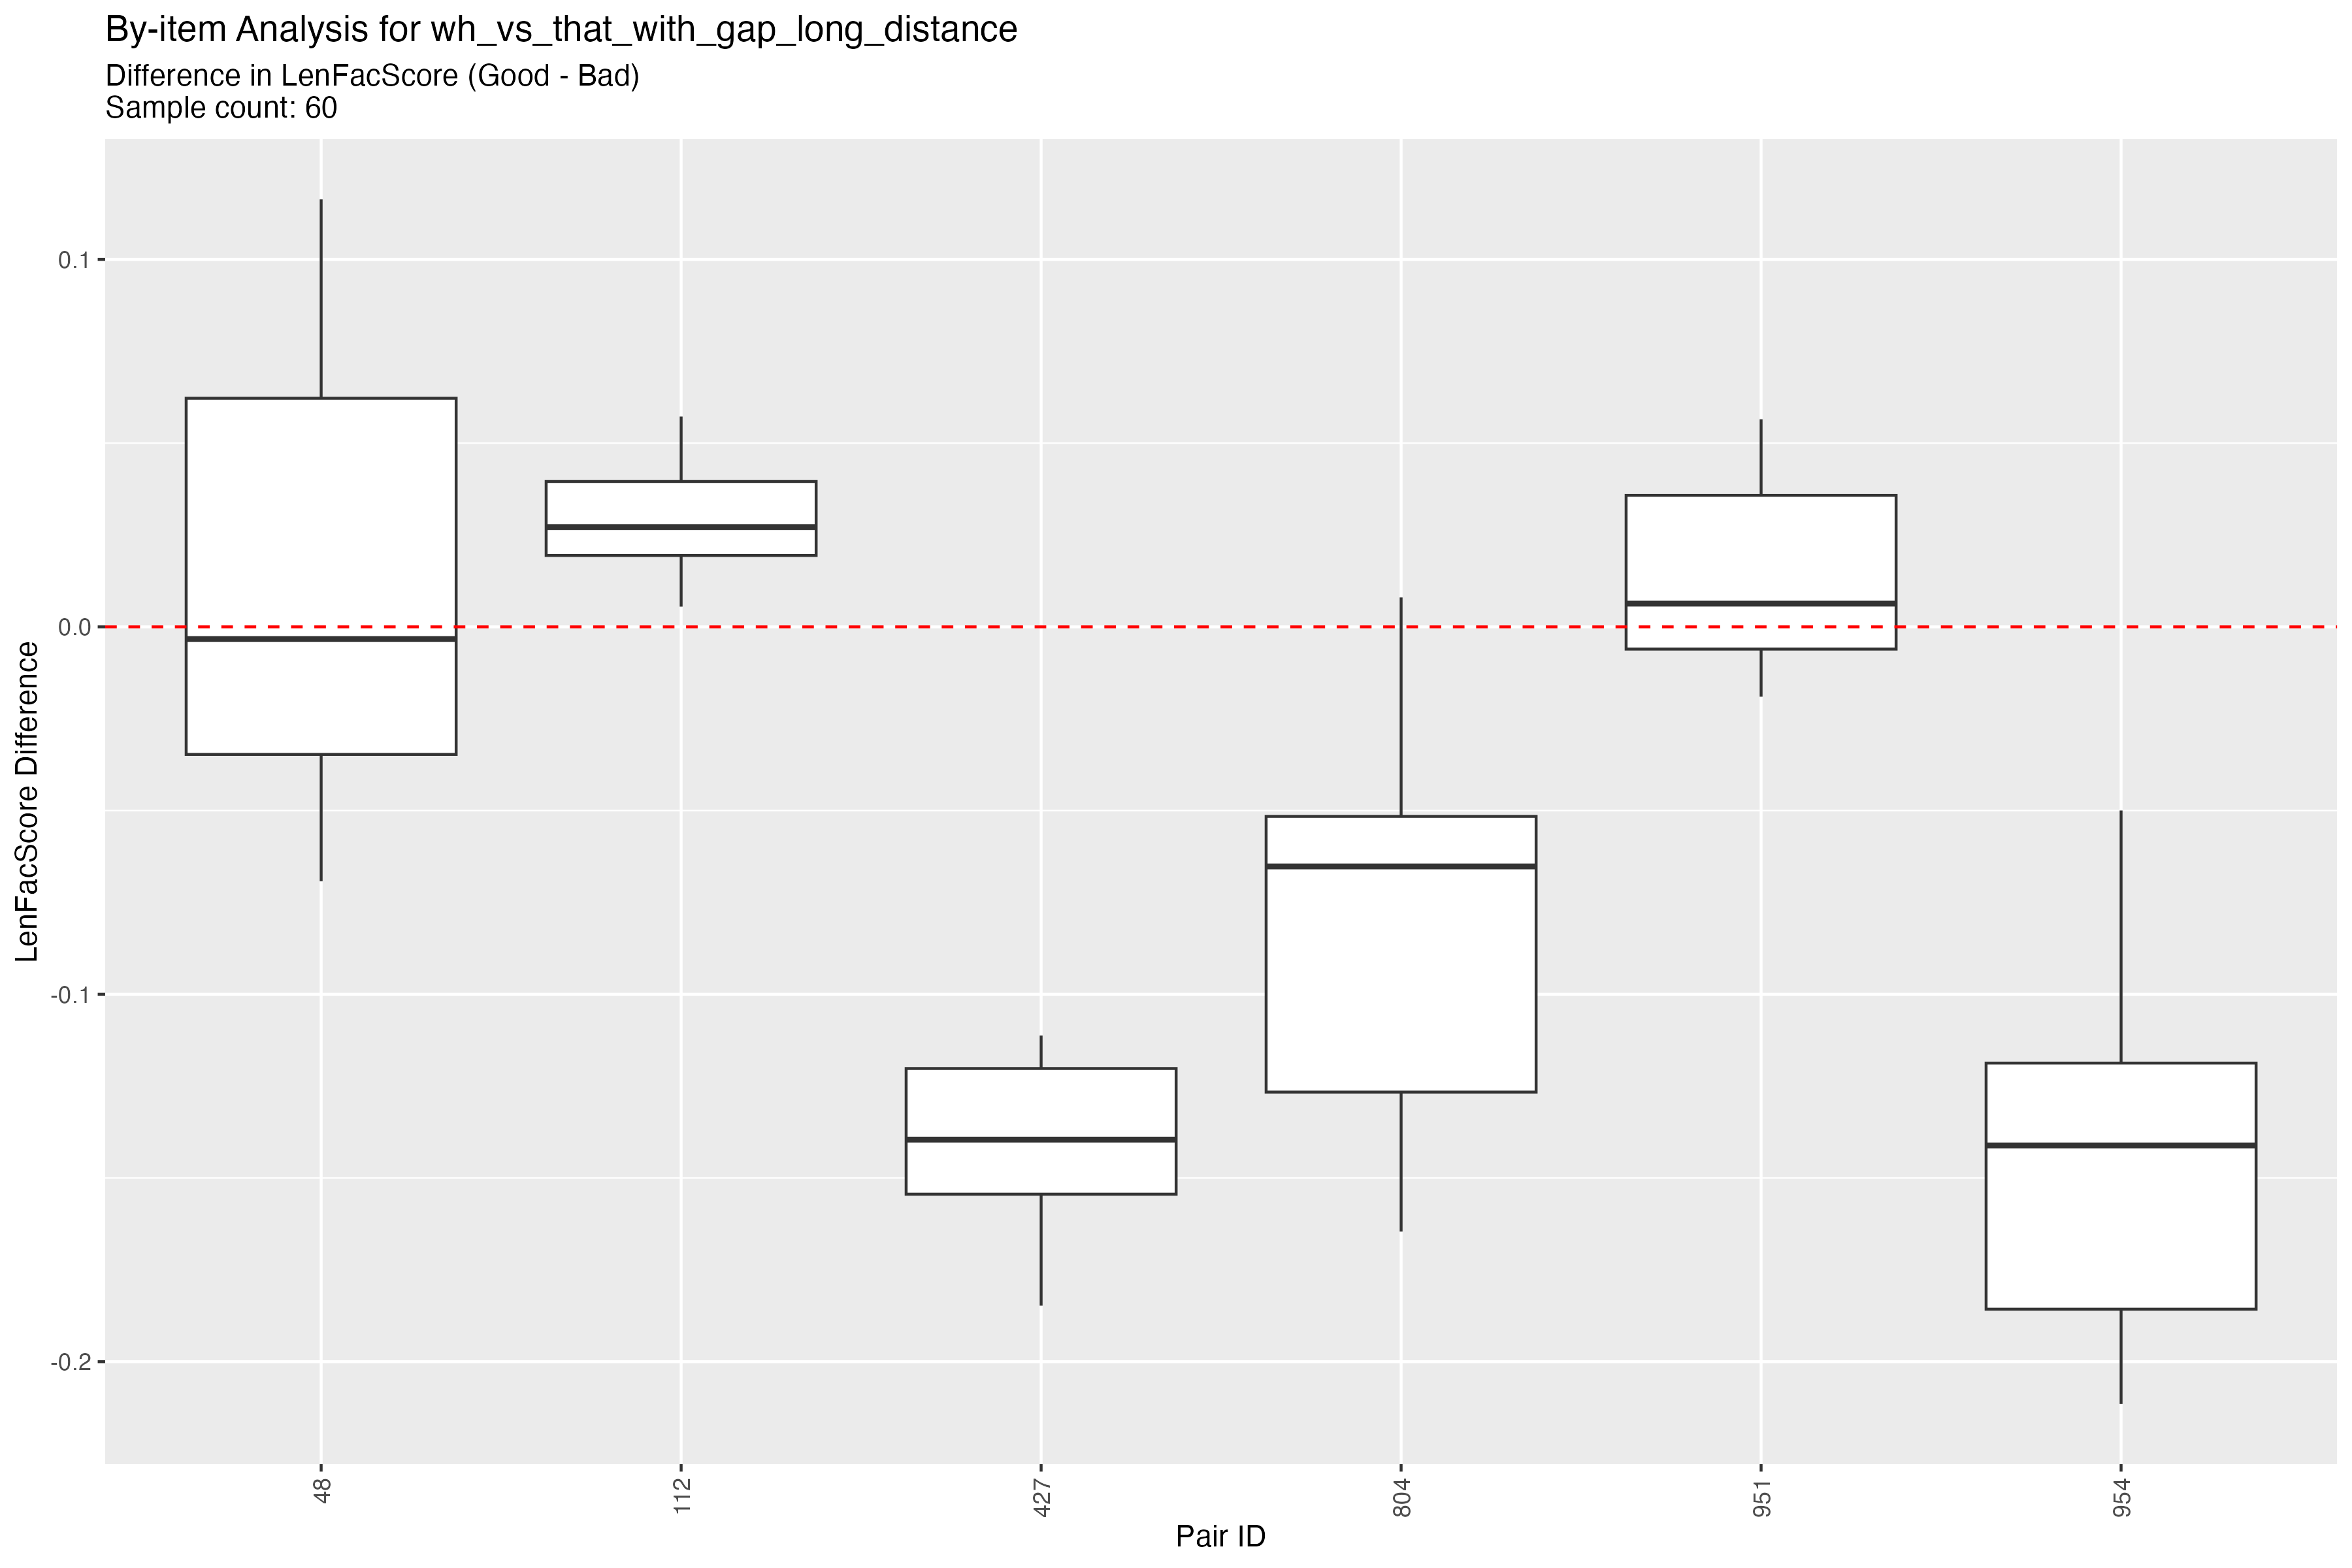 By-item Analysis for wh_vs_that_with_gap_long_distance
Difference in LenFacScore (Good - Bad)
Sample count: 60
LenFacScore Difference
0.1
0.0
-0.1
-0.2
48
112
427
804
951
954
Pair ID